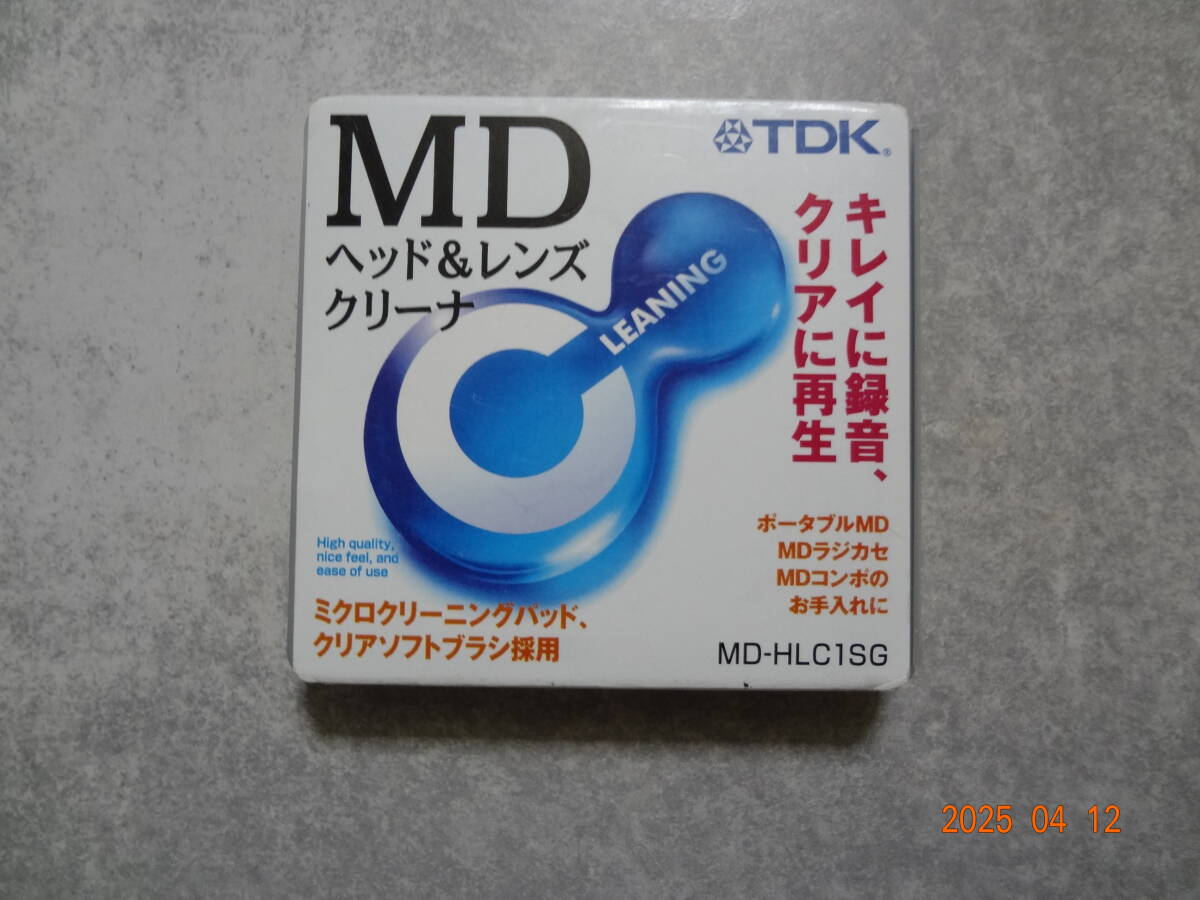 MD
ヘッド&レンズ
クリーナ
TDK®
キレイに録音、
クリアに再生
LEANING
High quality,
nice feel, and
ease of use
ミクロクリーニングパッド、
クリアソフトブラシ採用
ポータブルMD
MDラジカセ
MDコンポの
お手入れに
MD-HLC1SG
2025 04 12